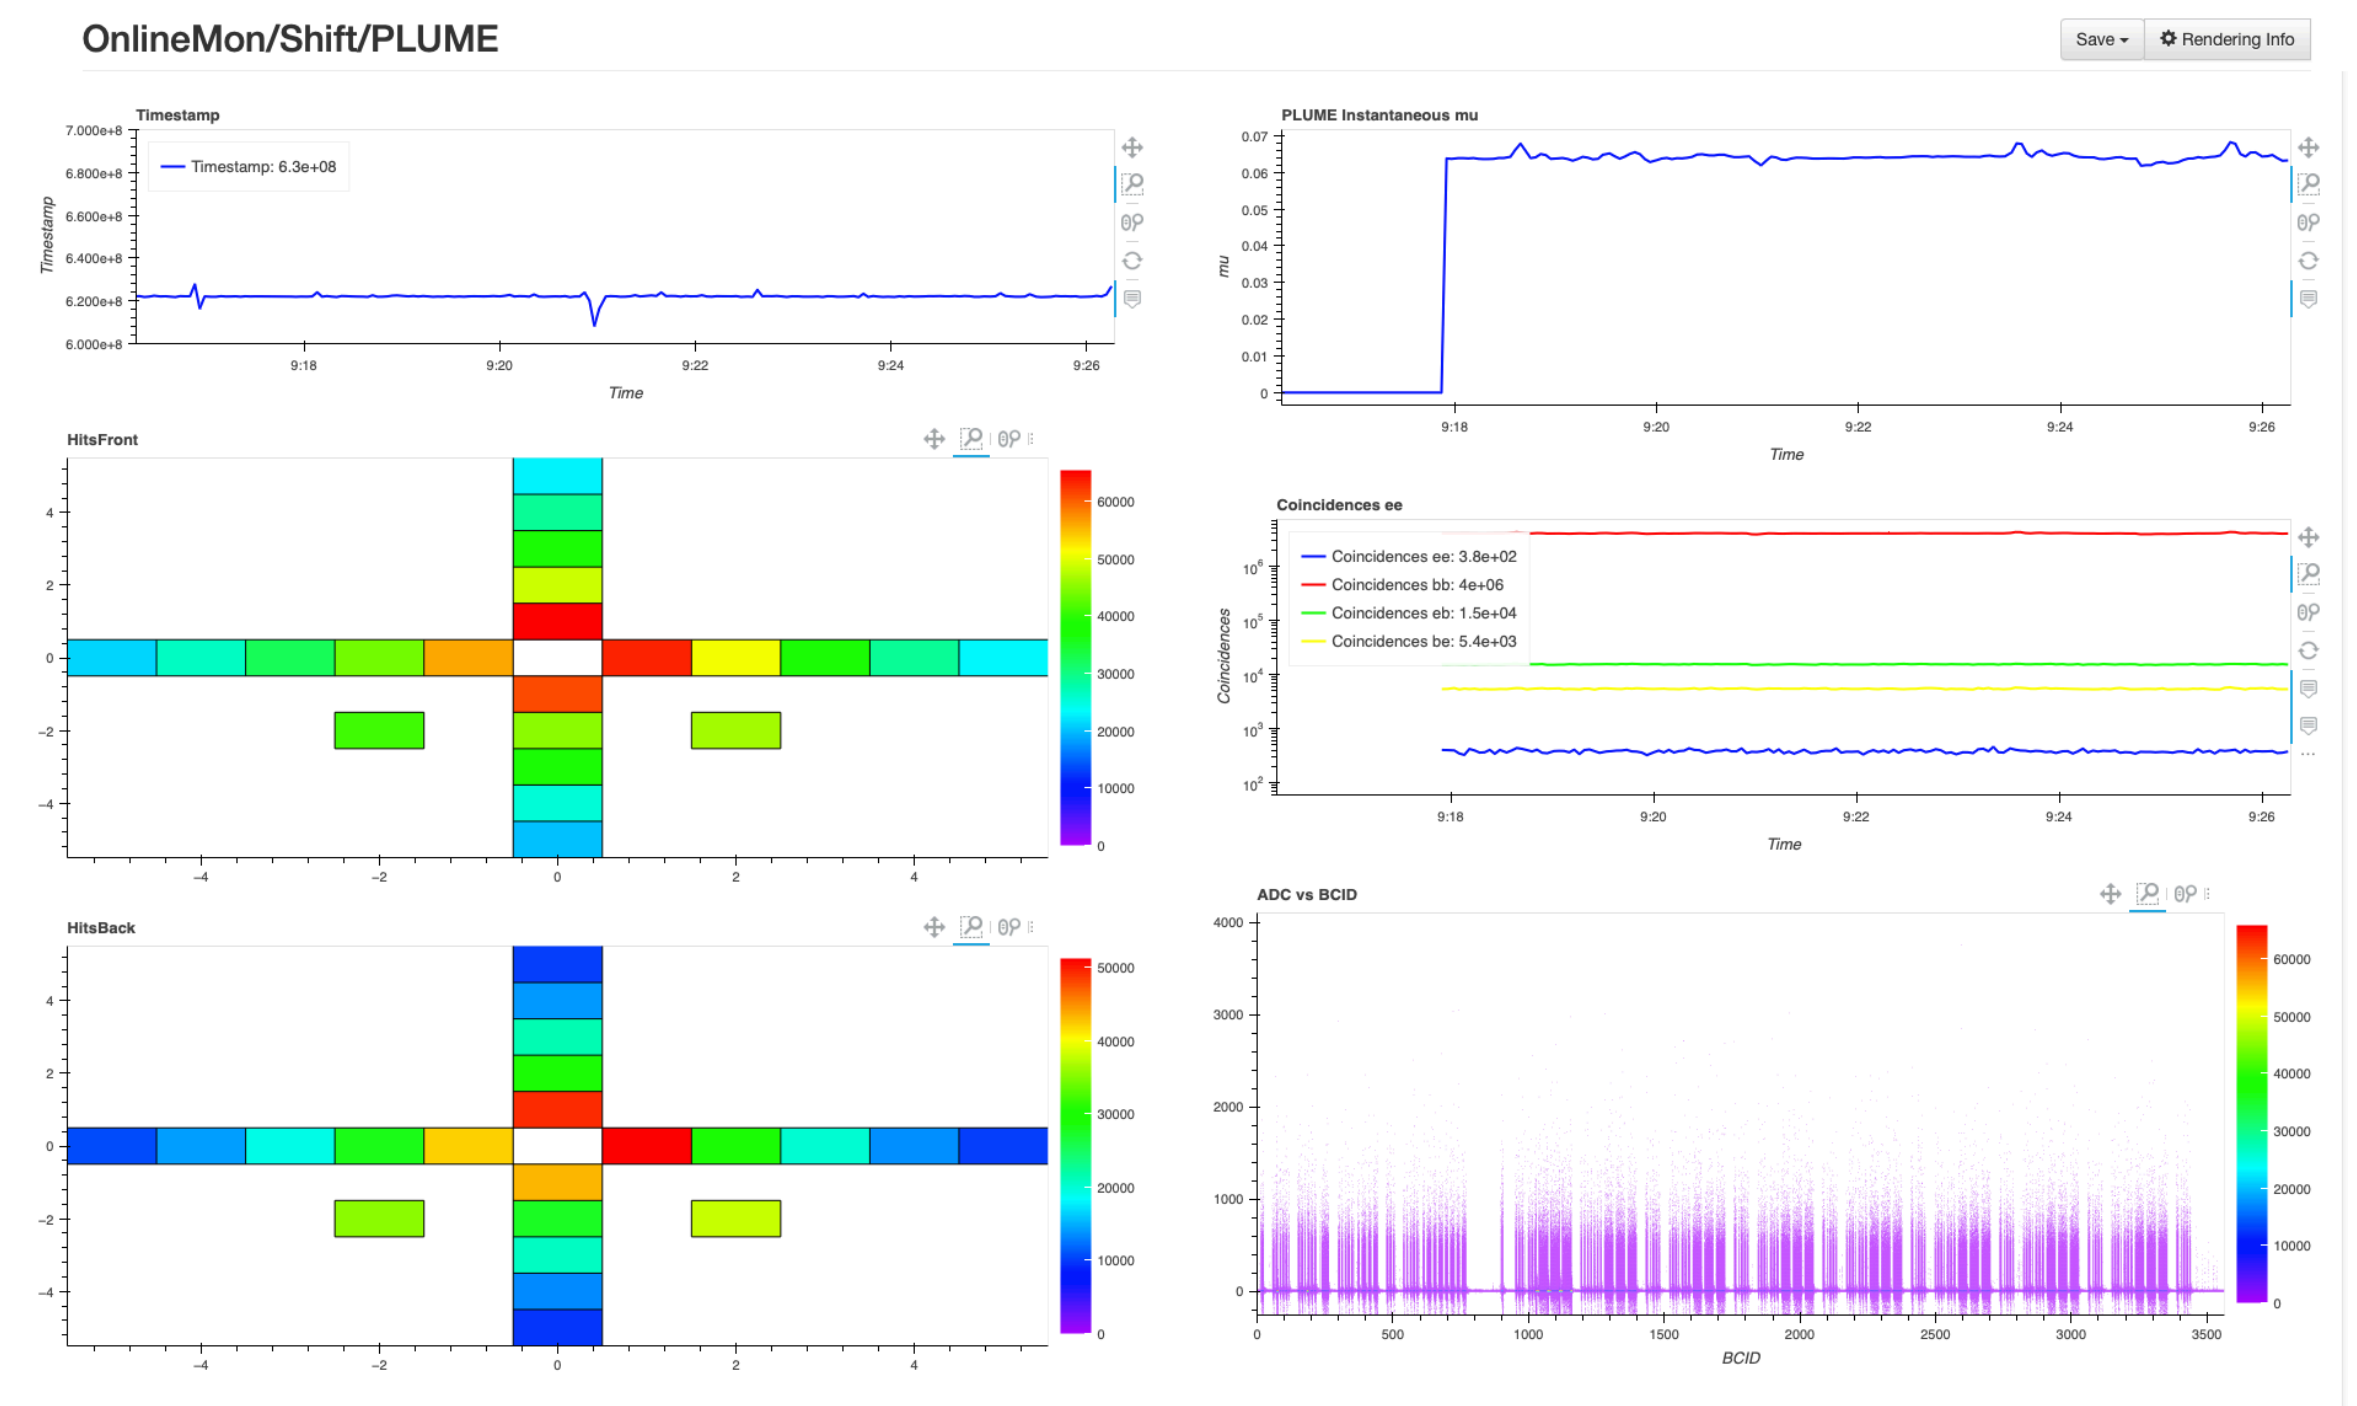 OnlineMon/Shift/PLUME
Save
Rendering Info
Timestamp
7.000e+8
6.800e+8
6.600e+8
6.400e+8
6.200e+8
6.000e+8
Timestamp
Timestamp: 6.3e+08
9:18 9:20 9:22 9:24 9:26
Time
PLUME Instantaneous mu
0.07
0.06
0.05
0.04
0.03
0.02
0.01
0
mu
9:18 9:20 9:22 9:24 9:26
Time
HitsFront
4
2
0
−2
−4
−4 −2 0 2 4
60000
50000
40000
30000
20000
10000
0
Coincidences ee
10^6
10^5
10^4
10^3
10^2
Coincidences
Coincidences ee: 3.8e+02
Coincidences bb: 4e+06
Coincidences eb: 1.5e+04
Coincidences be: 5.4e+03
9:18 9:20 9:22 9:24 9:26
Time
HitsBack
4
2
0
−2
−4
−4 −2 0 2 4
50000
40000
30000
20000
10000
0
ADC vs BCID
4000
3000
2000
1000
0
0 500 1000 1500 2000 2500 3000 3500
BCID
60000
50000
40000
30000
20000
10000
0